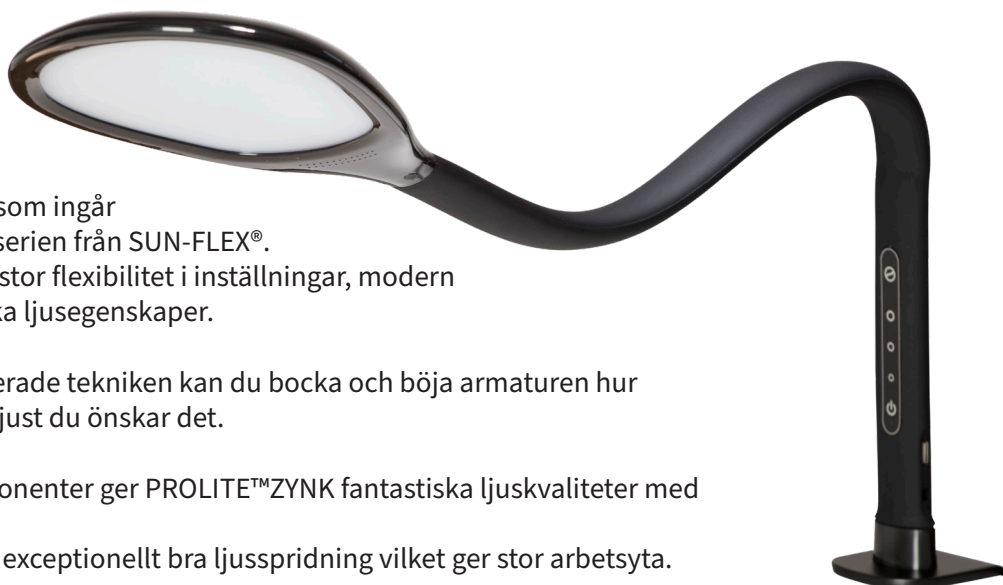 som ingår
serien från SUN-FLEX®.
stor flexibilitet i inställningar, modern
ka ljusegenskaper.
erade tekniken kan du bocka och böja armaturen hur
just du önskar det.
onenter ger PROLITE™ZYNK fantastiska ljuskvaliteter med
exceptionellt bra ljusspridning vilket ger stor arbetsyta.